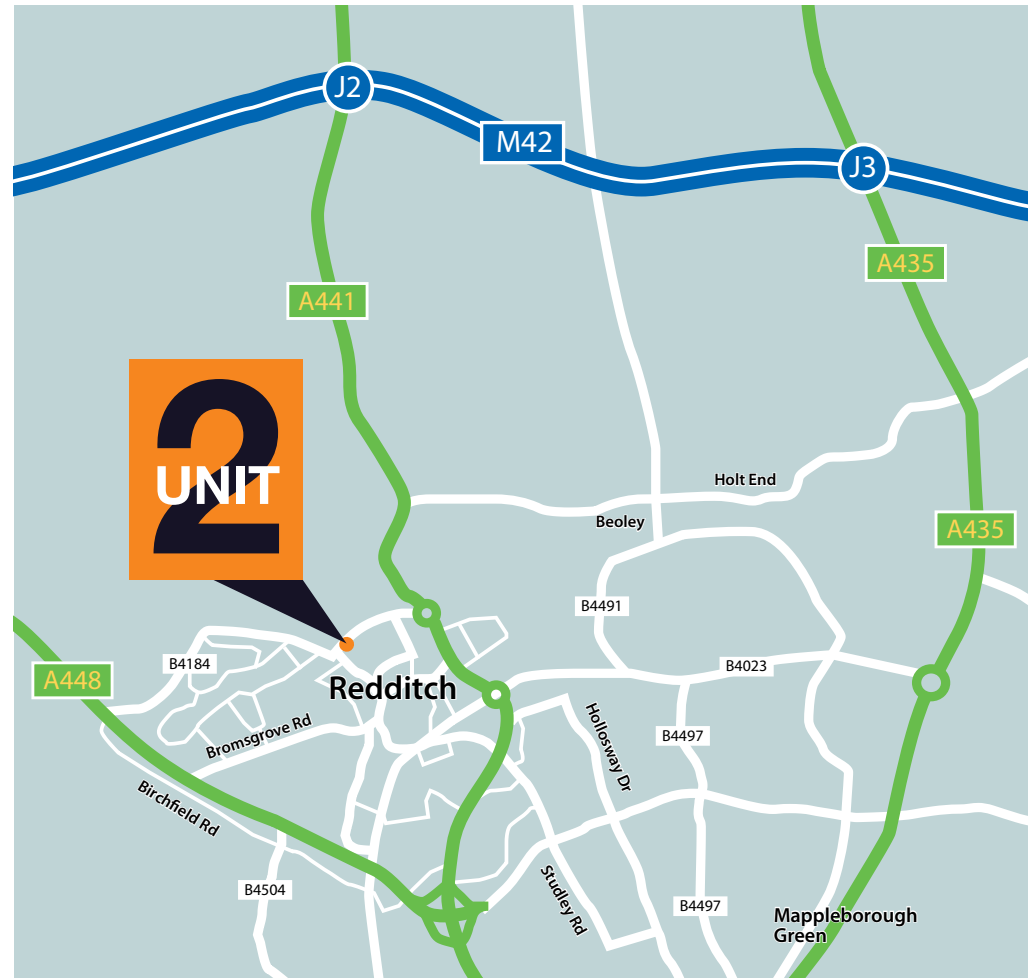 J2
M42
J3
A435
A441
2
UNIT
Holt End
Beoley
A435
B4491
B4184
B4023
A448
Redditch
Bromsgrove Rd
Hollosway Dr
B4497
Birchfield Rd
B4504
Studley Rd
B4497
Mappleborough
Green